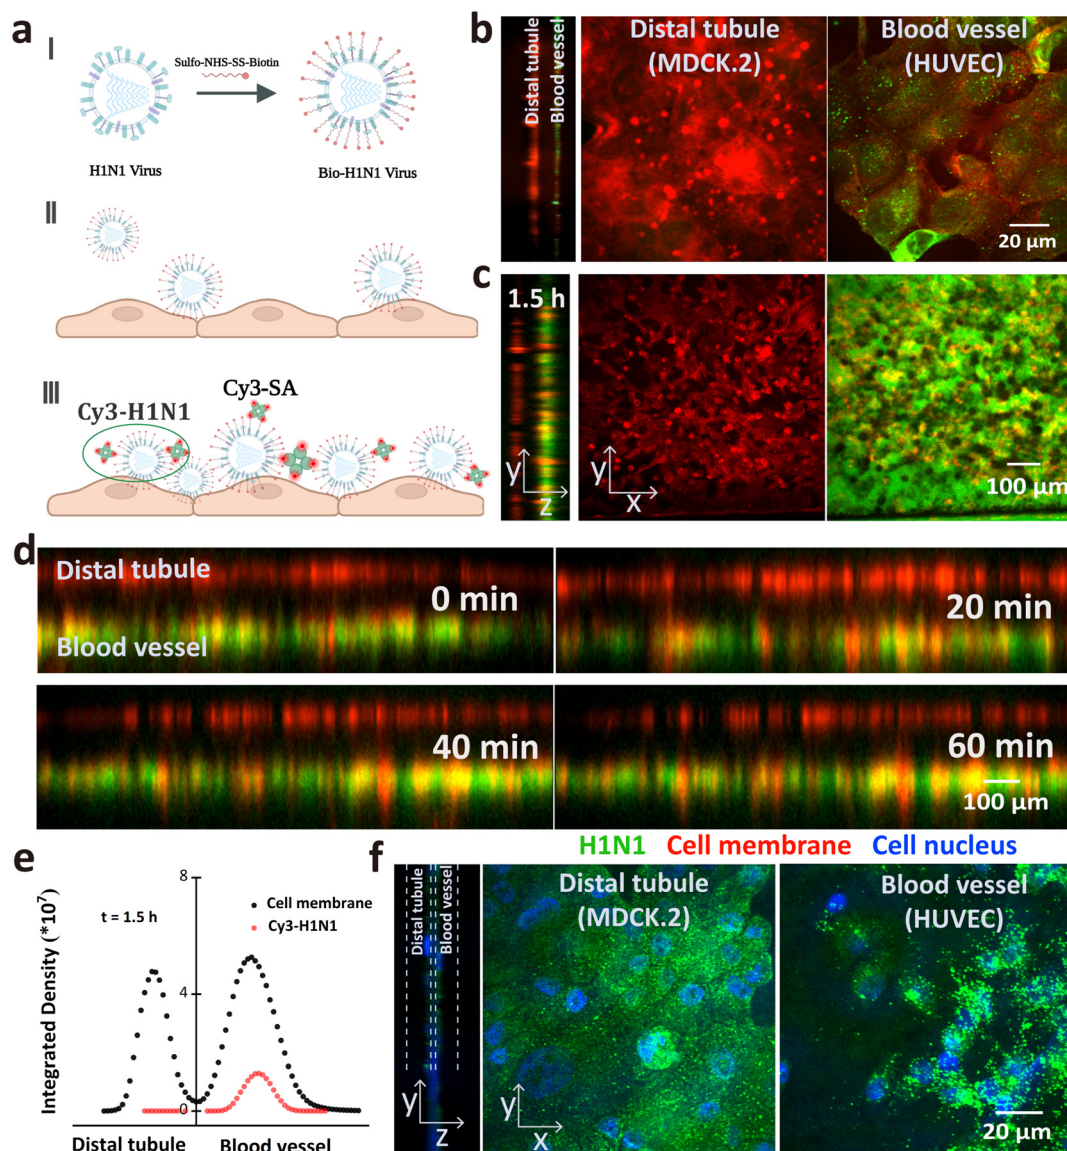 a
I
Sulfo-NHS-SS-Biotin
H1N1 Virus
Bio-H1N1 Virus
II
III
Cy3-SA
Cy3-H1N1
b
Distal tubule
Blood vessel
Distal tubule
(MDCK.2)
Blood vessel
(HUVEC)
20 μm
c
1.5 h
y
z
y
x
100 μm
d
Distal tubule
Blood vessel
0 min
20 min
40 min
60 min
100 μm
e
Integrated Density (*10⁷)
8
4
0
t = 1.5 h
Cell membrane
Cy3-H1N1
Distal tubule
Blood vessel
H1N1 Cell membrane Cell nucleus
f
Distal tubule
Blood vessel
y
z
Distal tubule
(MDCK.2)
y
x
Blood vessel
(HUVEC)
20 μm